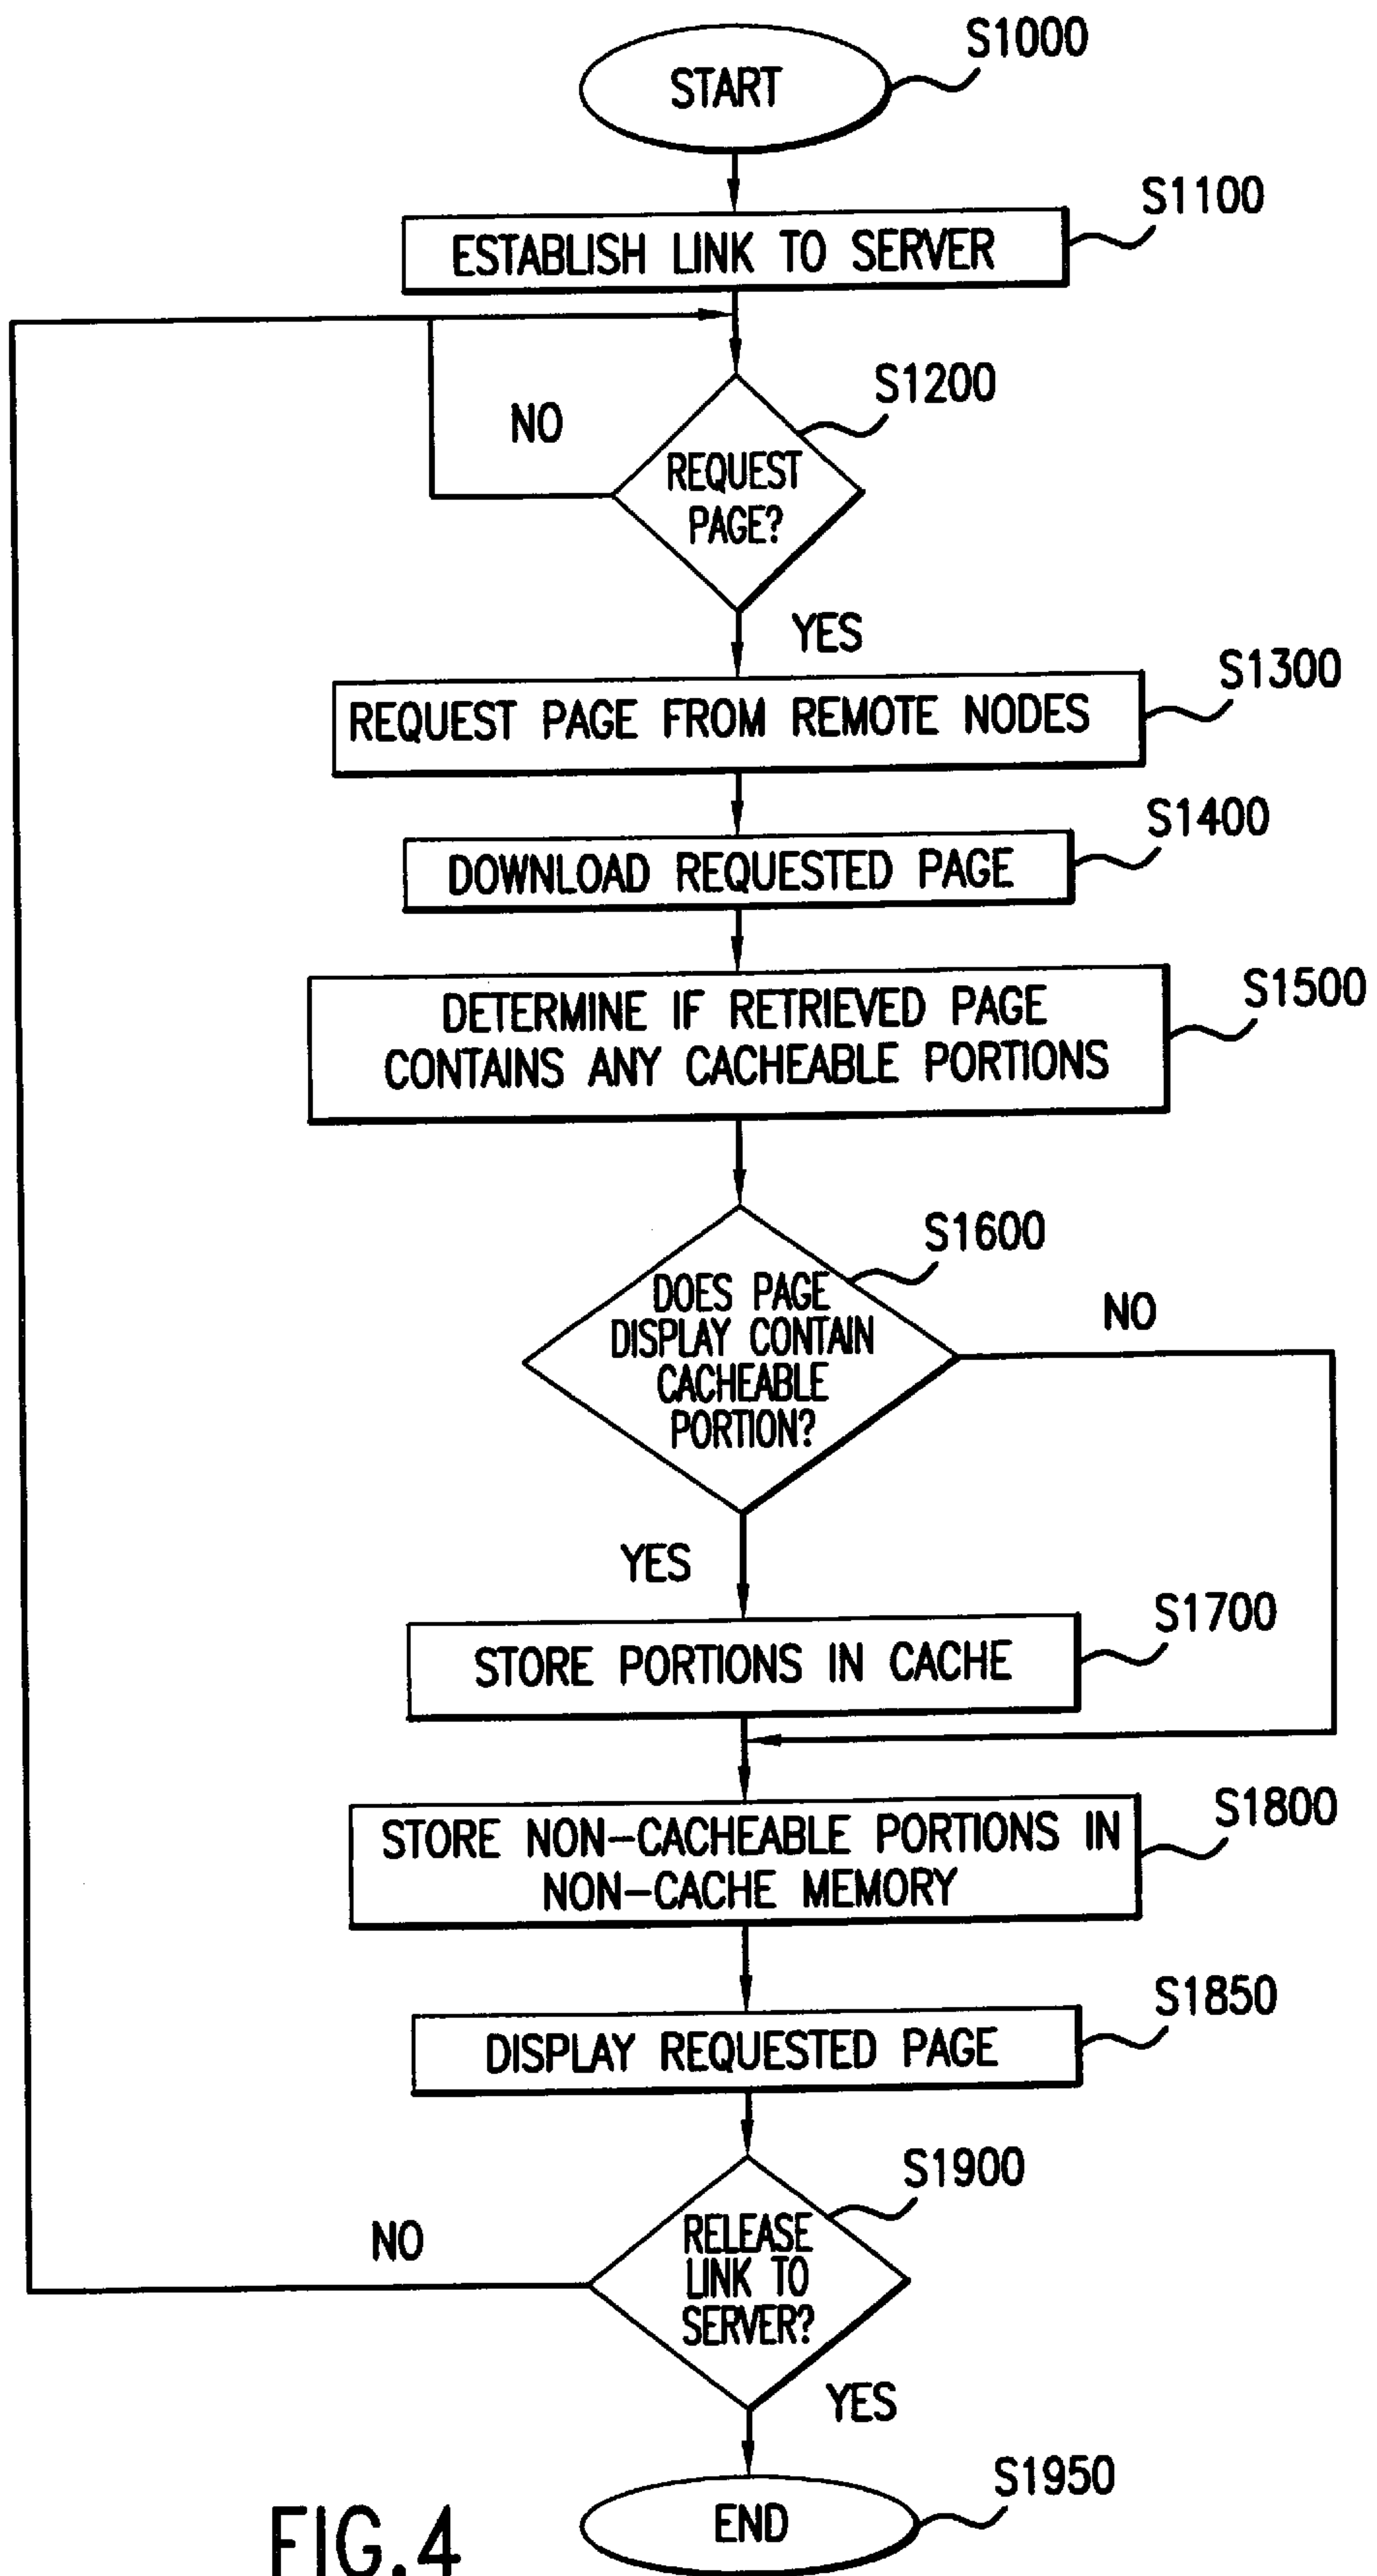 START
S1000
ESTABLISH LINK TO SERVER
S1100
REQUEST
PAGE?
S1200
NO
YES
REQUEST PAGE FROM REMOTE NODES
S1300
DOWNLOAD REQUESTED PAGE
S1400
DETERMINE IF RETRIEVED PAGE
CONTAINS ANY CACHEABLE PORTIONS
S1500
DOES PAGE
DISPLAY CONTAIN
CACHEABLE
PORTION?
S1600
NO
YES
STORE PORTIONS IN CACHE
S1700
STORE NON-CACHEABLE PORTIONS IN
NON-CACHE MEMORY
S1800
DISPLAY REQUESTED PAGE
S1850
RELEASE
LINK TO
SERVER?
S1900
NO
YES
END
S1950
FIG.4